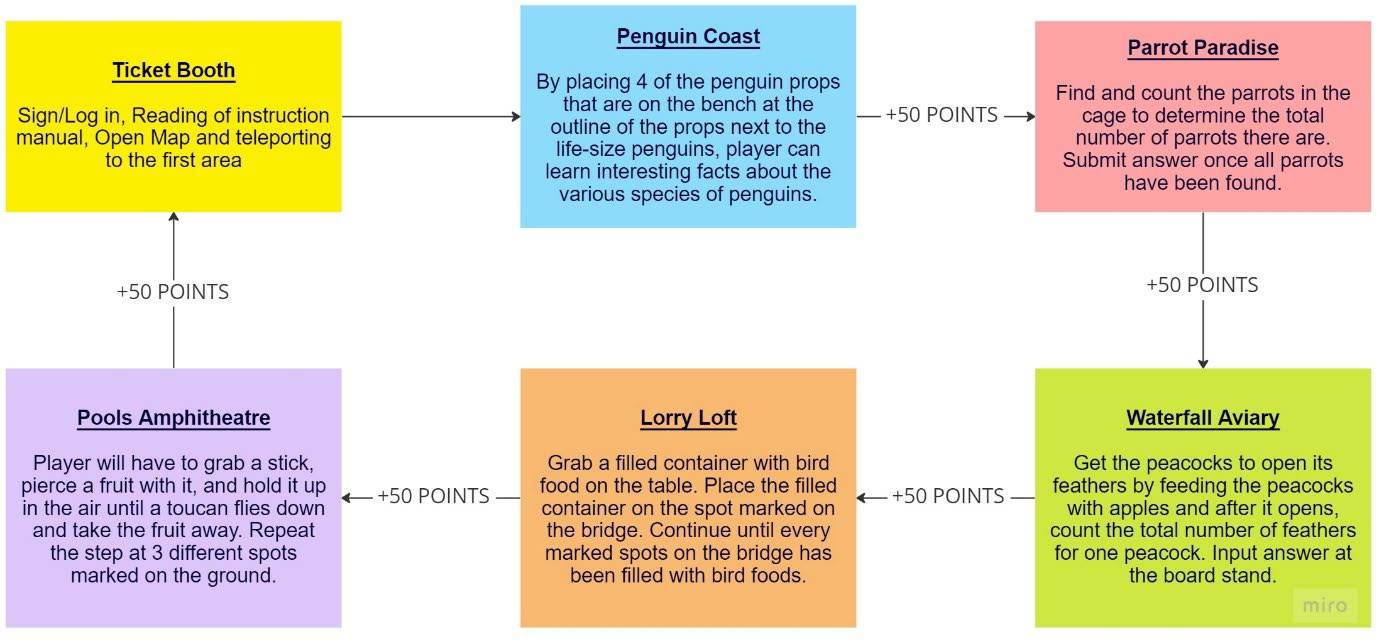 Ticket Booth
Sign/Log in, Reading of instruction
manual, Open Map and teleporting
to the first area
Penguin Coast
By placing 4 of the penguin props
that are on the bench at the
outline of the props next to the
life-size penguins, player can
learn interesting facts about the
various species of penguins.
+50 POINTS
Parrot Paradise
Find and count the parrots in the
cage to determine the total
number of parrots there are.
Submit answer once all parrots
have been found.
+50 POINTS
+50 POINTS
Pools Amphitheatre
Player will have to grab a stick,
pierce a fruit with it, and hold it up
in the air until a toucan flies down
and take the fruit away. Repeat
the step at 3 different spots
marked on the ground.
+50 POINTS
Lorry Loft
Grab a filled container with bird
food on the table. Place the filled
container on the spot marked on
the bridge. Continue until every
marked spots on the bridge has
been filled with bird foods.
+50 POINTS
Waterfall Aviary
Get the peacocks to open its
feathers by feeding the peacocks
with apples and after it opens,
count the total number of feathers
for one peacock. Input answer at
the board stand.
miro